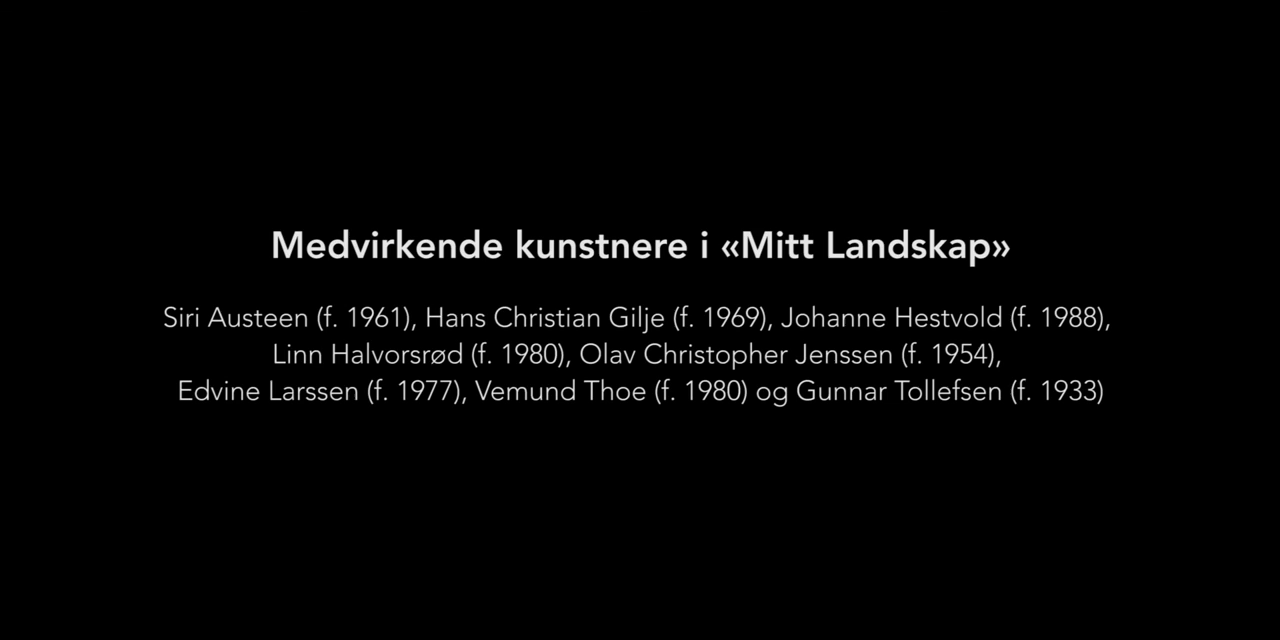 Medvirkende kunstnere i «Mitt Landskap»
Siri Austeen (f. 1961), Hans Christian Gilje (f. 1969), Johanne Hestvold (f. 1988),
Linn Halvorsrød (f. 1980), Olav Christopher Jenssen (f. 1954),
Edvine Larssen (f. 1977), Vemund Thoe (f. 1980) og Gunnar Tollefsen (f. 1933)